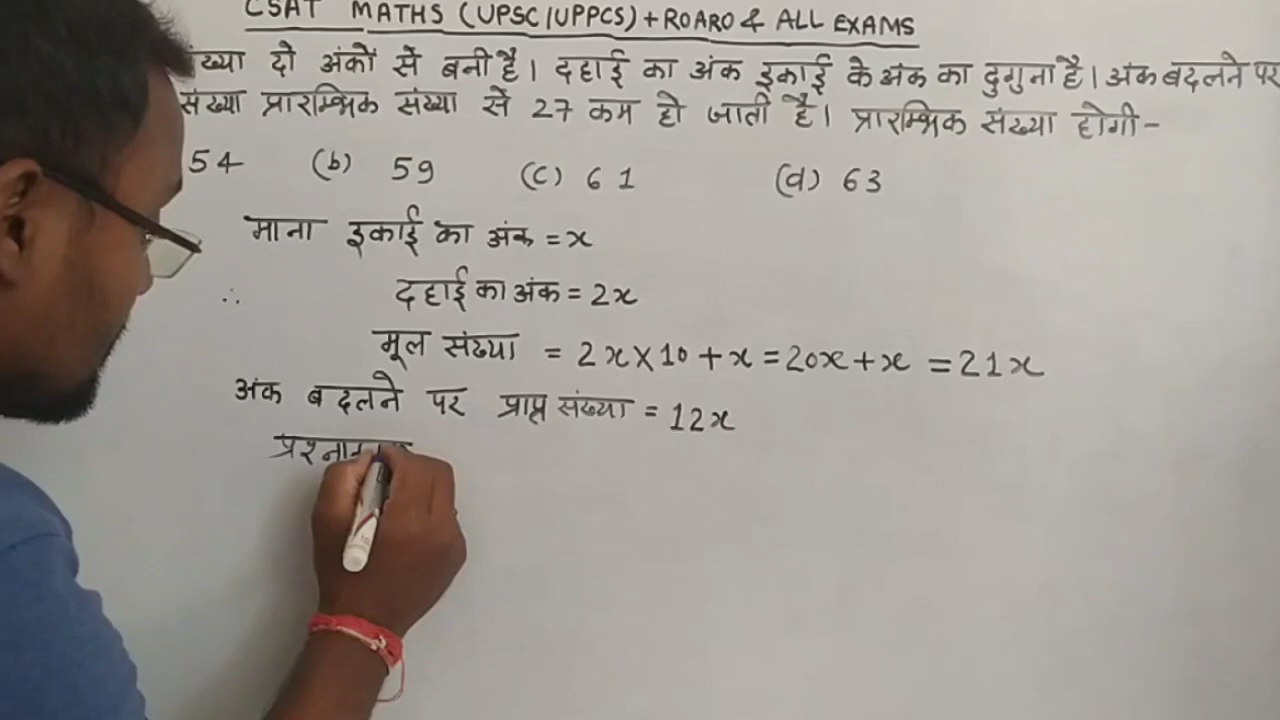 CSAT MATHS (UPSC/UPPCS) + ROARO & ALL EXAMS
दो अंकों से बनी है। दहाई का अंक इकाई के अंक का दुगुना है। अंक बदलने पर
संख्या प्रारम्भिक संख्या से 27 कम हो जाती है। प्रारम्भिक संख्या होगी -
54 (b) 59 (c) 61 (d) 63
माना इकाई का अंक = x
∴ दहाई का अंक = 2x
मूल संख्या = 2x × 10 + x = 20x + x = 21x
अंक बदलने पर प्राप्त संख्या = 12x